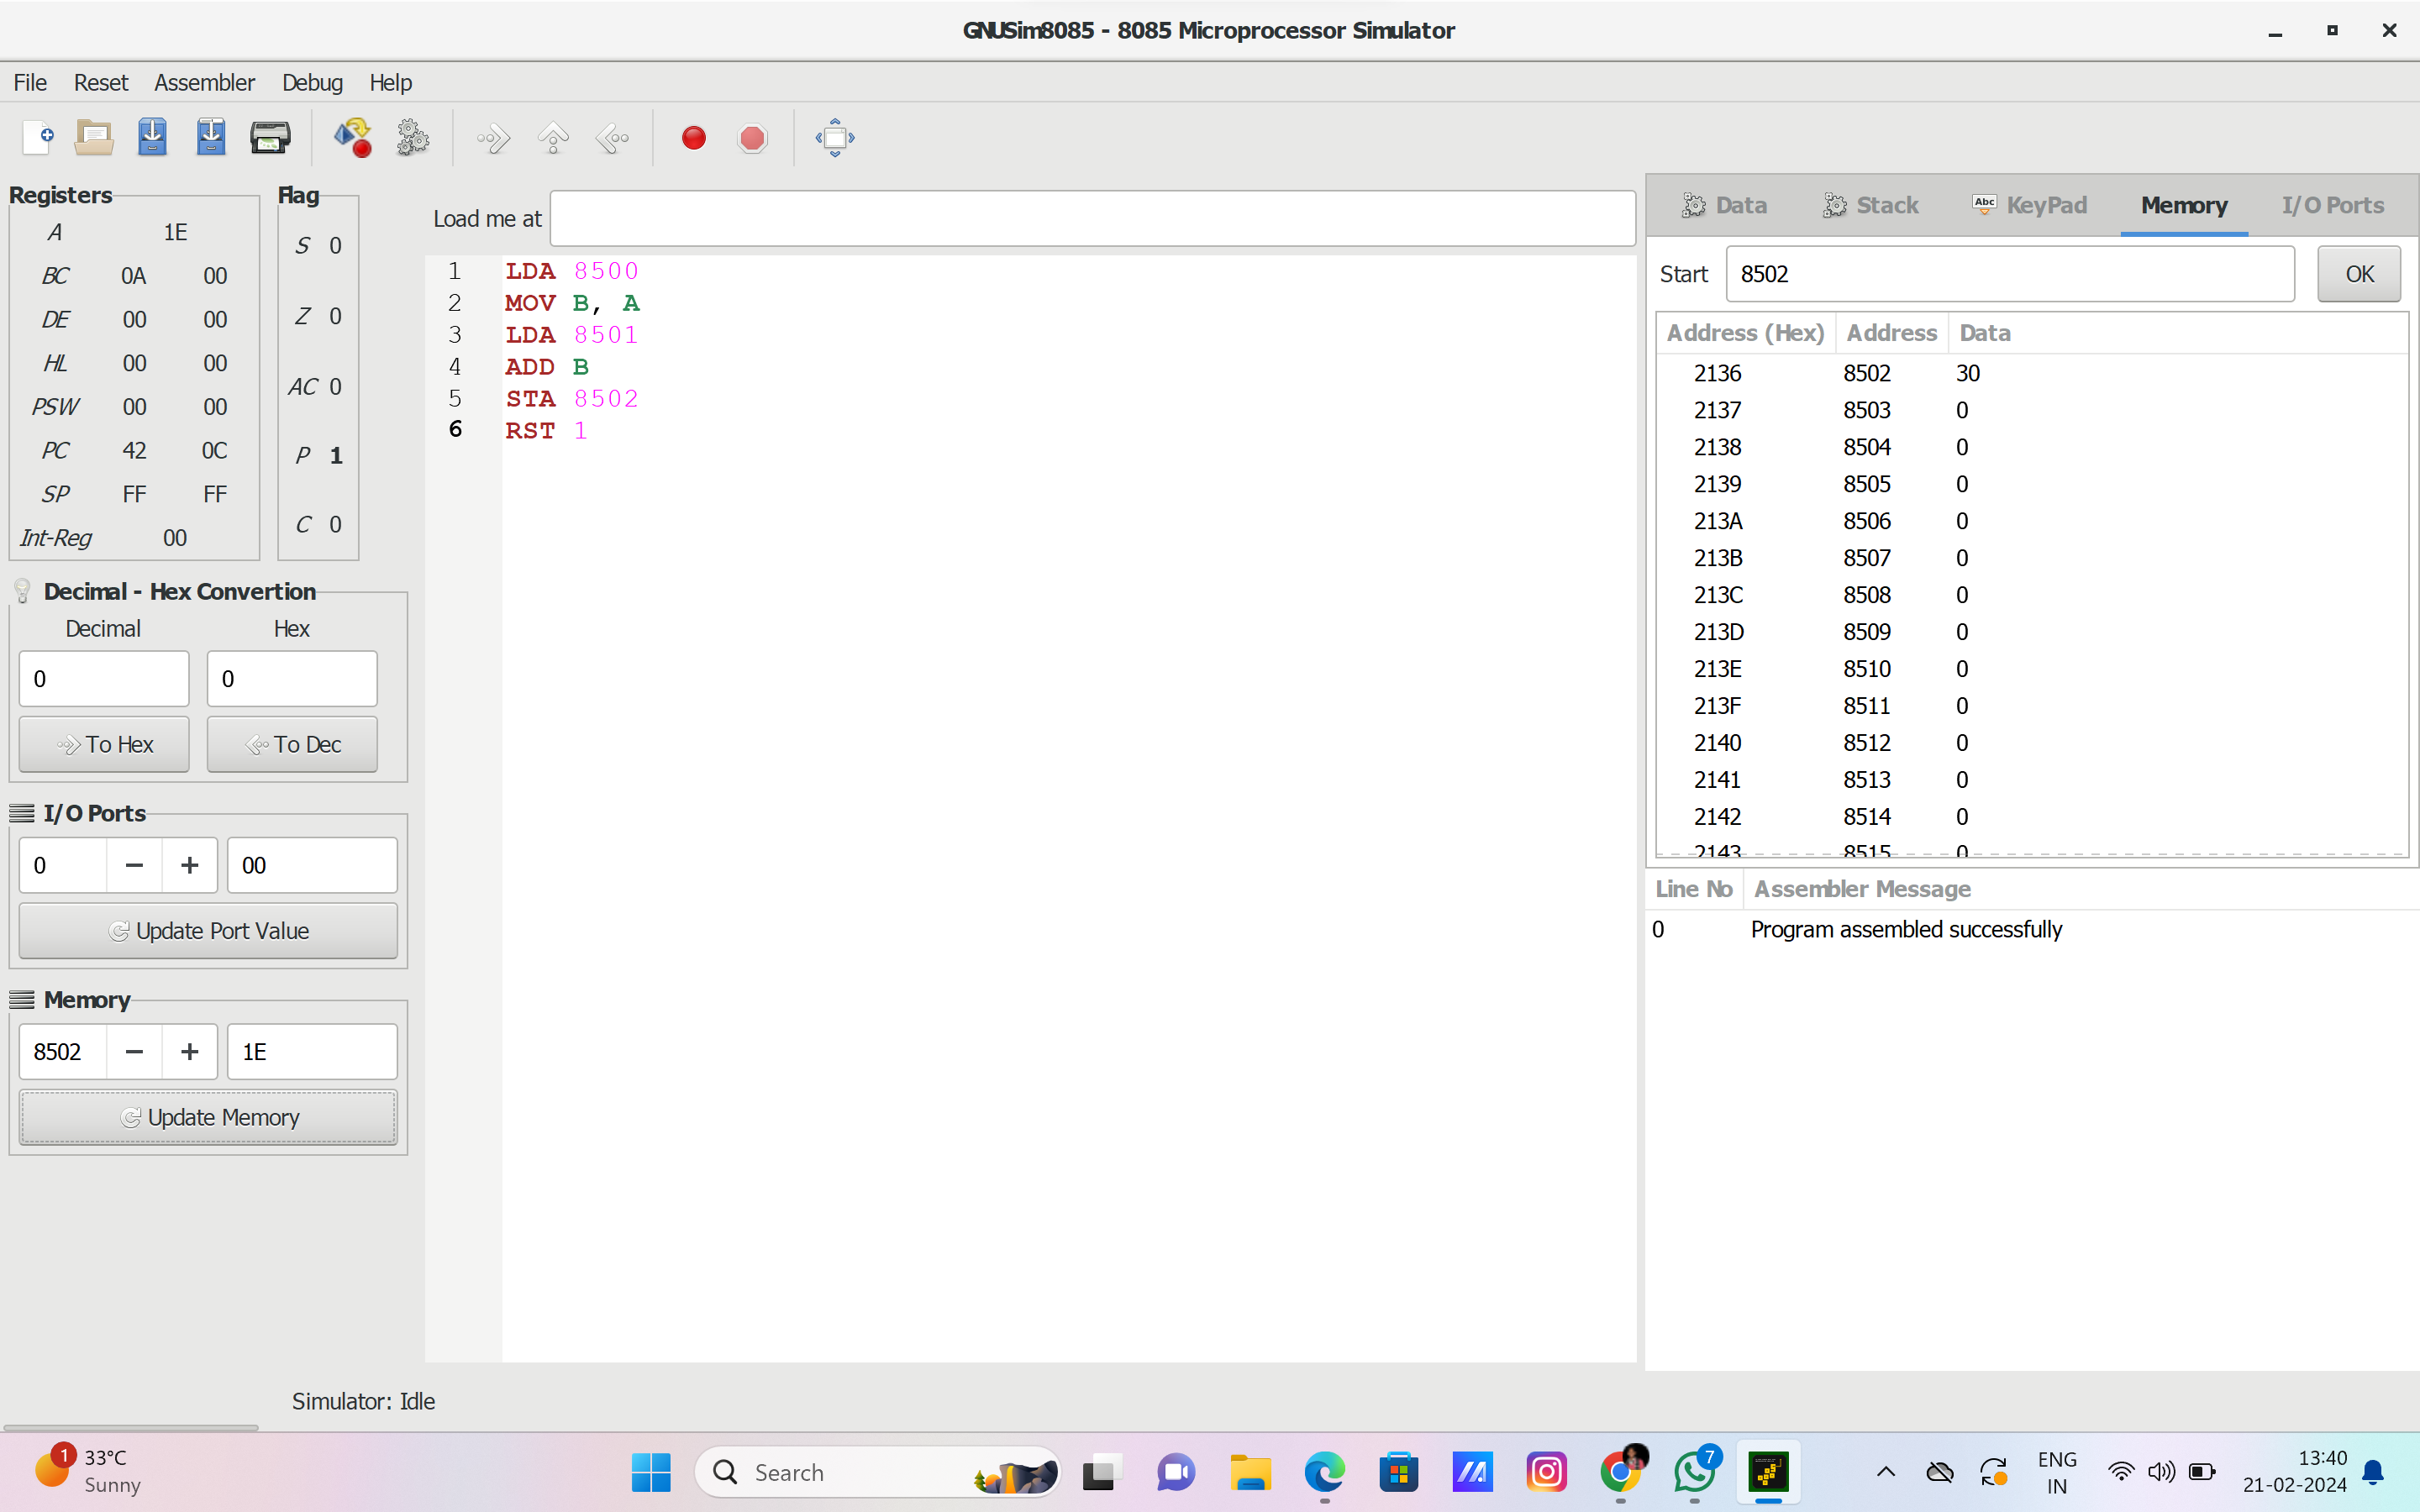 GNUSim8085 - 8085 Microprocessor Simulator
File Reset Assembler Debug Help
Registers
A 1E
BC 0A 00
DE 00 00
HL 00 00
PSW 00 00
PC 42 0C
SP FF FF
Int-Reg 00
Flag
S 0
Z 0
AC 0
P 1
C 0
Decimal - Hex Convertion
Decimal Hex
0 0
To Hex To Dec
I/O Ports
0 − + 00
Update Port Value
Memory
8502 − + 1E
Update Memory
Load me at
1 LDA 8500
2 MOV B, A
3 LDA 8501
4 ADD B
5 STA 8502
6 RST 1
Data Stack Abc KeyPad Memory I/O Ports
Start 8502 OK
Address (Hex) Address Data
2136 8502 30
2137 8503 0
2138 8504 0
2139 8505 0
213A 8506 0
213B 8507 0
213C 8508 0
213D 8509 0
213E 8510 0
213F 8511 0
2140 8512 0
2141 8513 0
2142 8514 0
2143 8515 0
Line No Assembler Message
0 Program assembled successfully
Simulator: Idle
1
33°C
Sunny
Search
7
ENG
IN
13:40
21-02-2024